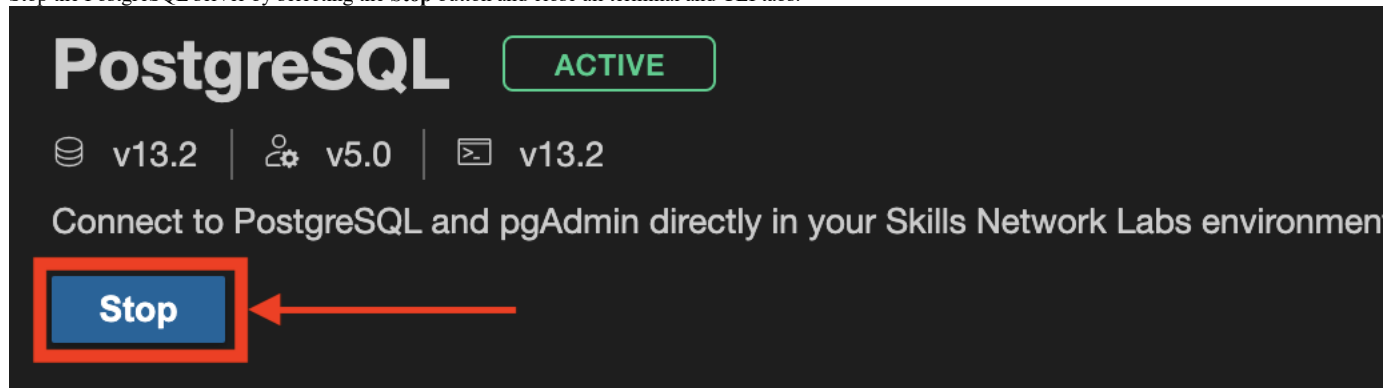 PostgreSQL ACTIVE
v13.2 v5.0 v13.2
Connect to PostgreSQL and pgAdmin directly in your Skills Network Labs
Stop